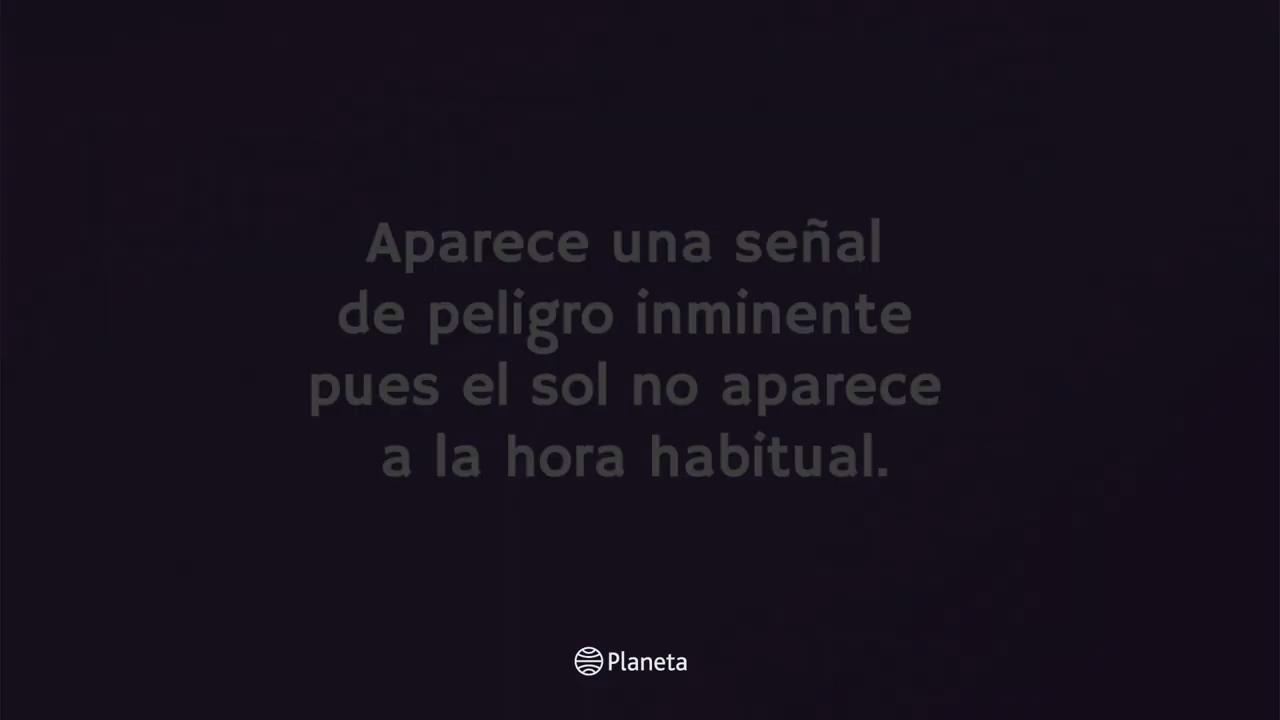 Aparece una señal
de peligro inminente
pues el sol no aparece
a la hora habitual.
Planeta